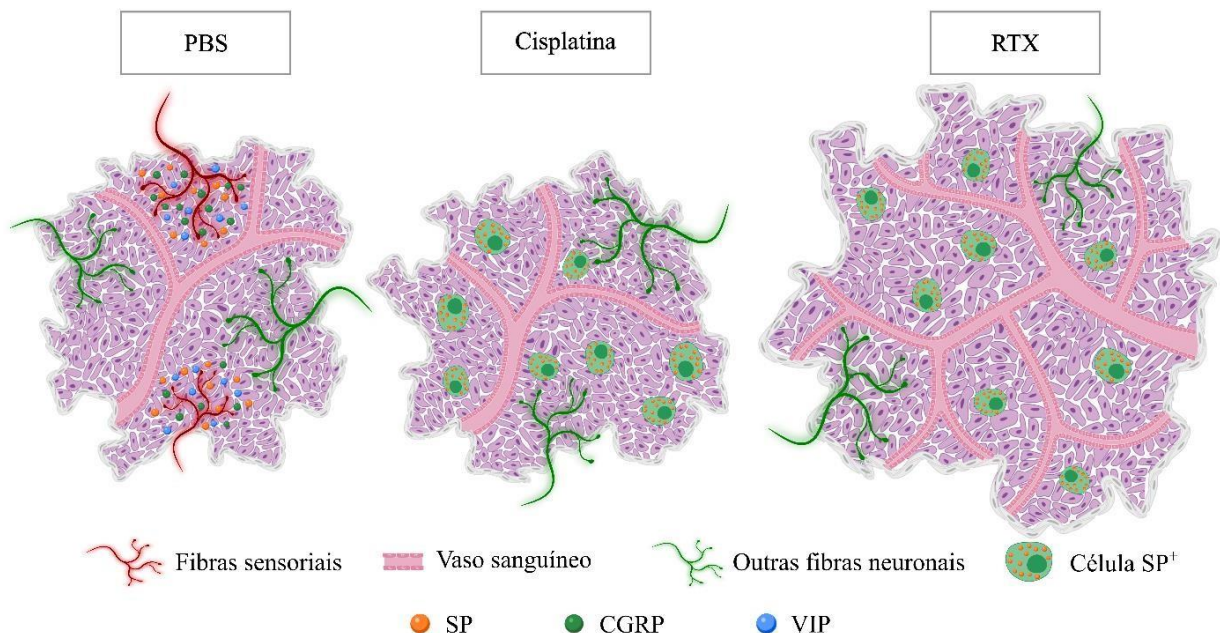 PBS
Cisplatina
RTX
Fibras sensoriais
Vaso sanguíneo
Outras fibras neuronais
Célula SP⁺
SP
CGRP
VIP